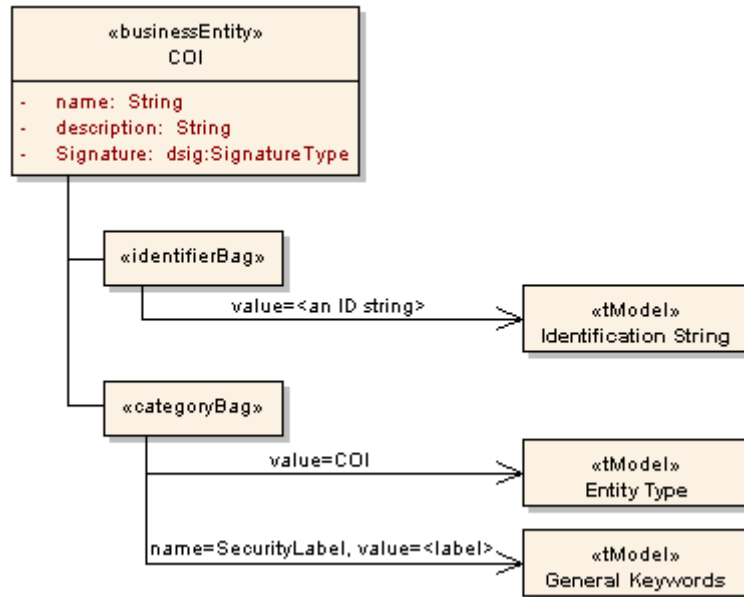 «businessEntity»
COI
- name: String
- description: String
- Signature: dsig:SignatureType
«identifierBag»
value=<an ID string>
«tModel»
Identification String
«categoryBag»
value=COI
«tModel»
Entity Type
name=SecurityLabel, value=<label>
«tModel»
General Keywords